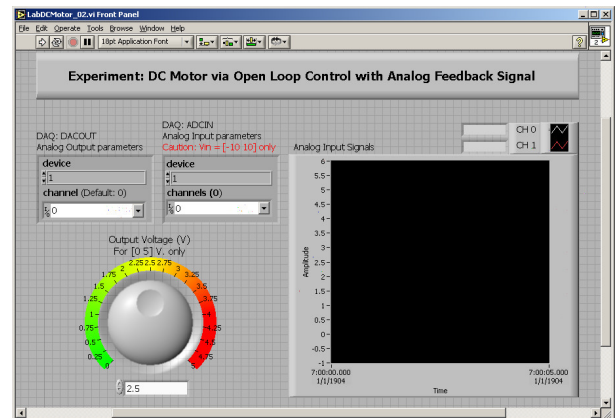 LabDCMotor_02.vi Front Panel
File Edit Operate Tools Browse Window Help
18pt Application Font
2
Experiment: DC Motor via Open Loop Control with Analog Feedback Signal
DAQ: DACOUT
Analog Output parameters
device
1
channel (Default: 0)
0
DAQ: ADCIN
Analog Input parameters
Caution: Vin = [-10 10] only
device
1
channels (0)
0
Output Voltage (V)
For [0 5] V. only
0
0.25
0.5
0.75
1
1.25
1.5
1.75
2
2.25
2.5
2.75
3
3.25
3.5
3.75
4
4.25
4.5
4.75
2.5
CH 0
CH 1
Analog Input Signals
Amplitude
6
5.5
5
4.5
4
3.5
3
2.5
2
1.5
1
0.5
0
-0.5
-1
7:00:00.000
1/1/1904
7:00:05.000
1/1/1904
Time